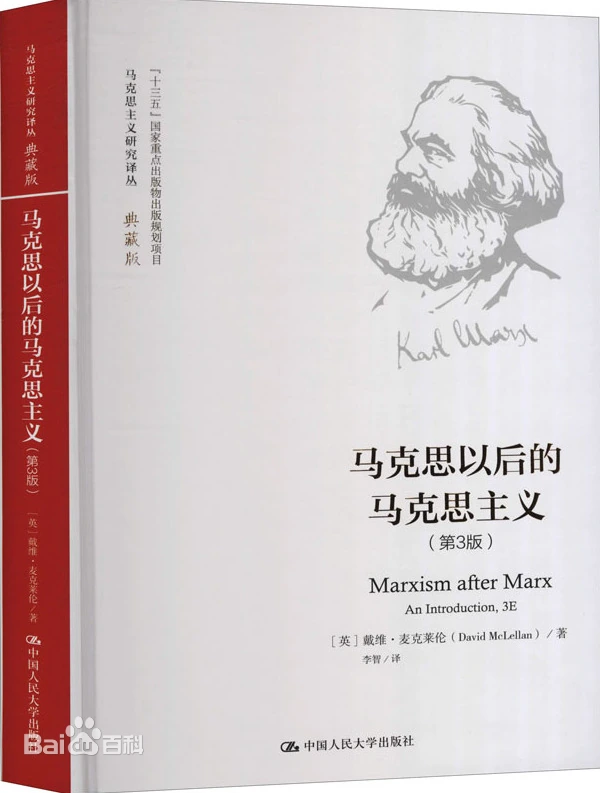 马克思主义研究译丛 典藏版
马克思以后的马克思主义(第3版)
[英]戴维·麦克莱伦/著
中国人民大学出版社
“十三五”国家重点出版物出版规划项目
马克思主义研究译丛 典藏版
Karl Marx
马克思以后的
马克思主义
(第3版)
Marxism after Marx
An Introduction, 3E
[英]戴维·麦克莱伦(David McLellan)/著
李智/译
中国人民大学出版社
Bai du 百科